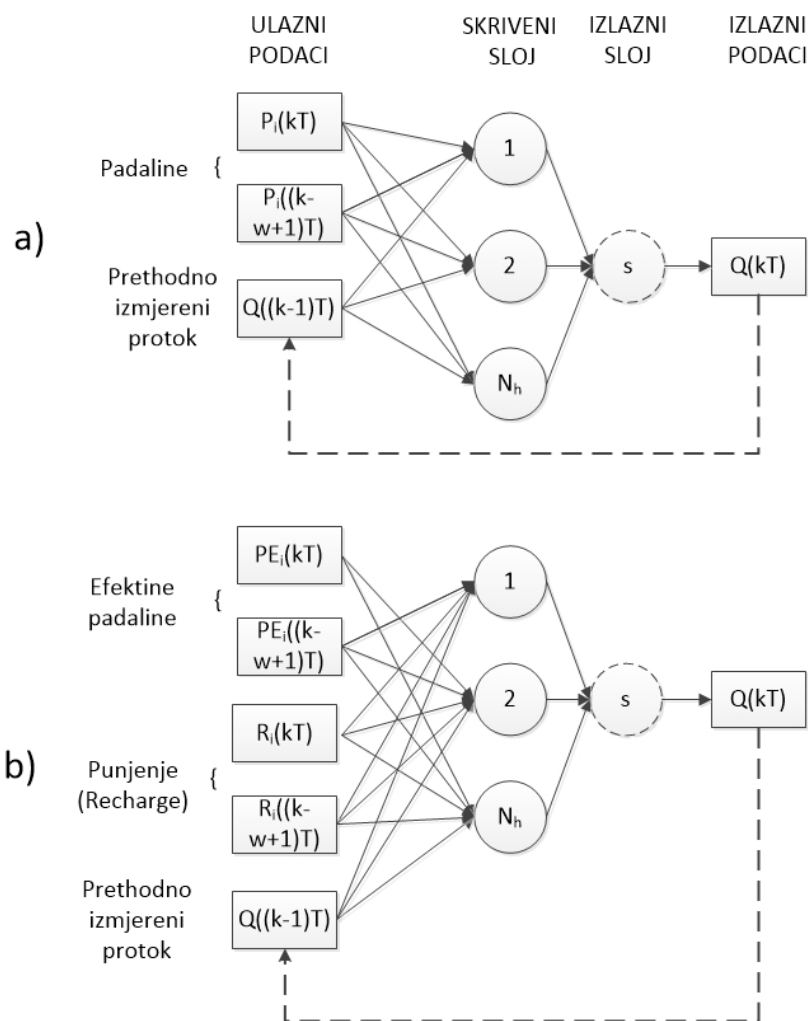 ULAZNI
PODACI
SKRIVENI
SLOJ
IZLAZNI
SLOJ
IZLAZNI
PODACI
a)
Padaline {
Pᵢ(kT)
Pᵢ((k-
w+1)T)
Prethodno
izmjereni
protok
Q((k-1)T)
1
2
Nₕ
s
Q(kT)
b)
Efektine
padaline
{
PEᵢ(kT)
PEᵢ((k-
w+1)T)
Punjenje
(Recharge)
{
Rᵢ(kT)
Rᵢ((k-
w+1)T)
Prethodno
izmjereni
protok
Q((k-1)T)
1
2
Nₕ
s
Q(kT)